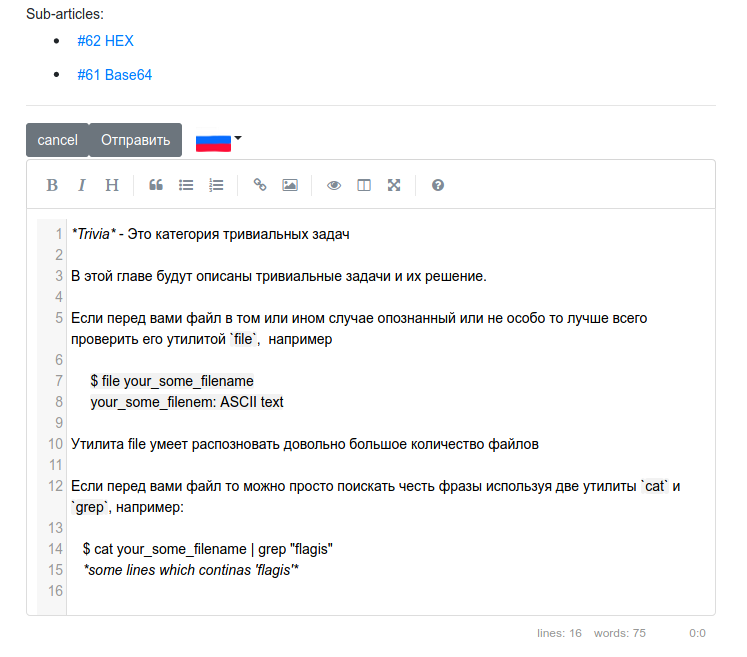 Sub-articles:
#62 HEX
#61 Base64
cancel Отправить
B I H
1 *Trivia* - Это категория тривиальных задач
2
3 В этой главе будут описаны тривиальные задачи и их решение.
4
5 Если перед вами файл в том или ином случае опознанный или не особо то лучше всего
проверить его утилитой `file`, например
6
7 $ file your_some_filename
8 your_some_filenem: ASCII text
9
10 Утилита file умеет распозновать довольно большое количество файлов
11
12 Если перед вами файл то можно просто поискать честь фразы используя две утилиты `cat` и
`grep`, например:
13
14 $ cat your_some_filename | grep "flagis"
15 *some lines which continas 'flagis'*
16
lines: 16 words: 75 0:0